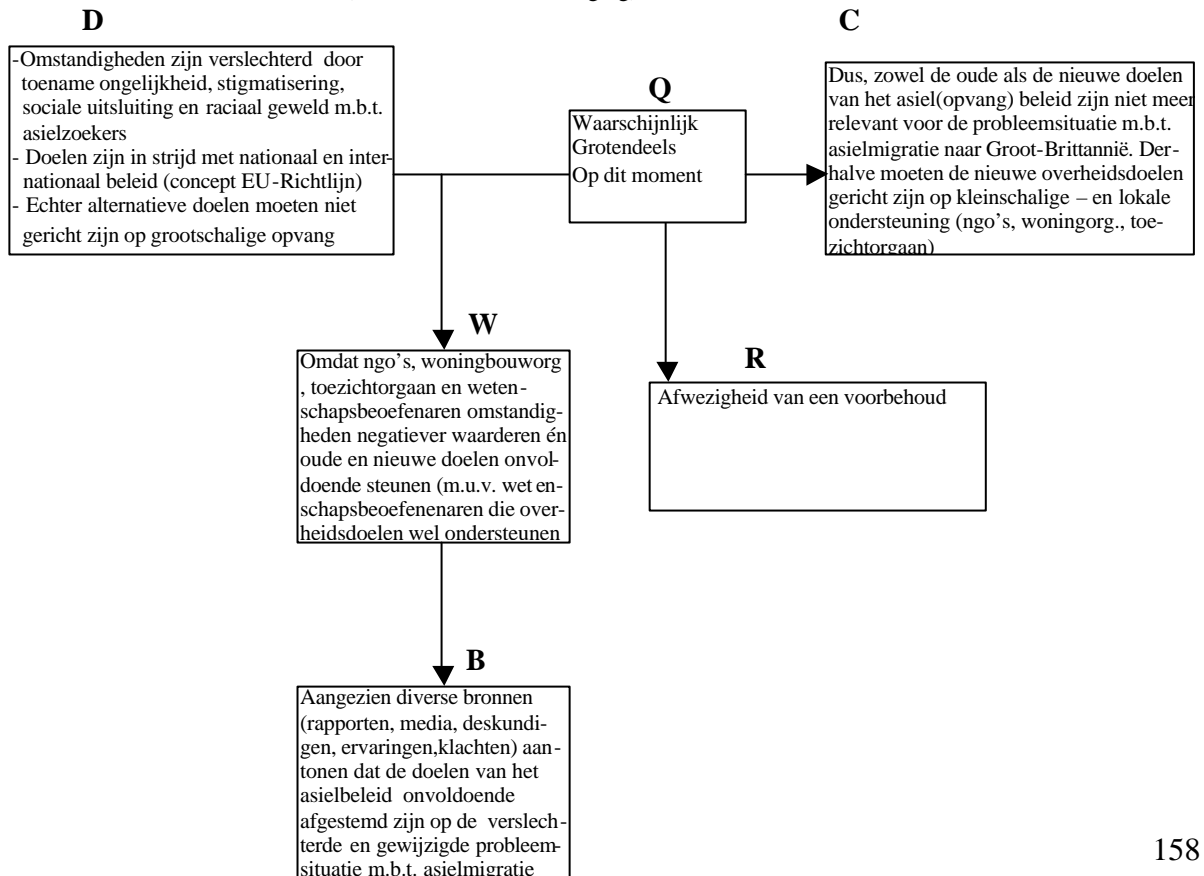 D
-Omstandigheden zijn verslechterd door
toename ongelijkheid, stigmatisering,
sociale uitsluiting en raciaal geweld m.b.t.
asielzoekers
- Doelen zijn in strijd met nationaal en inter-
nationaal beleid (concept EU-Richtlijn)
- Echter alternatieve doelen moeten niet
gericht zijn op grootschalige opvang
Q
Waarschijnlijk
Grotendeels
Op dit moment
C
Dus, zowel de oude als de nieuwe doelen
van het asiel(opvang) beleid zijn niet meer
relevant voor de probleemsituatie m.b.t.
asielmigratie naar Groot-Brittannië. Der-
halve moeten de nieuwe overheidsdoelen
gericht zijn op kleinschalige – en lokale
ondersteuning (ngo's, woningorg., toe-
zichtorgaan)
W
Omdat ngo's, woningbouworg
, toezichtorgaan en weten-
schapsbeoefenaren omstandig-
heden negatiever waarderen én
oude en nieuwe doelen onvol-
doende steunen (m.u.v. wet en-
schapsbeoefenenaren die over-
heidsdoelen wel ondersteunen
R
Afwezigheid van een voorbehoud
B
Aangezien diverse bronnen
(rapporten, media, deskundi-
gen, ervaringen,klachten) aan-
tonen dat de doelen van het
asielbeleid onvoldoende
afgestemd zijn op de verslech-
terde en gewijzigde probleem-
situatie m.b.t. asielmigratie
158